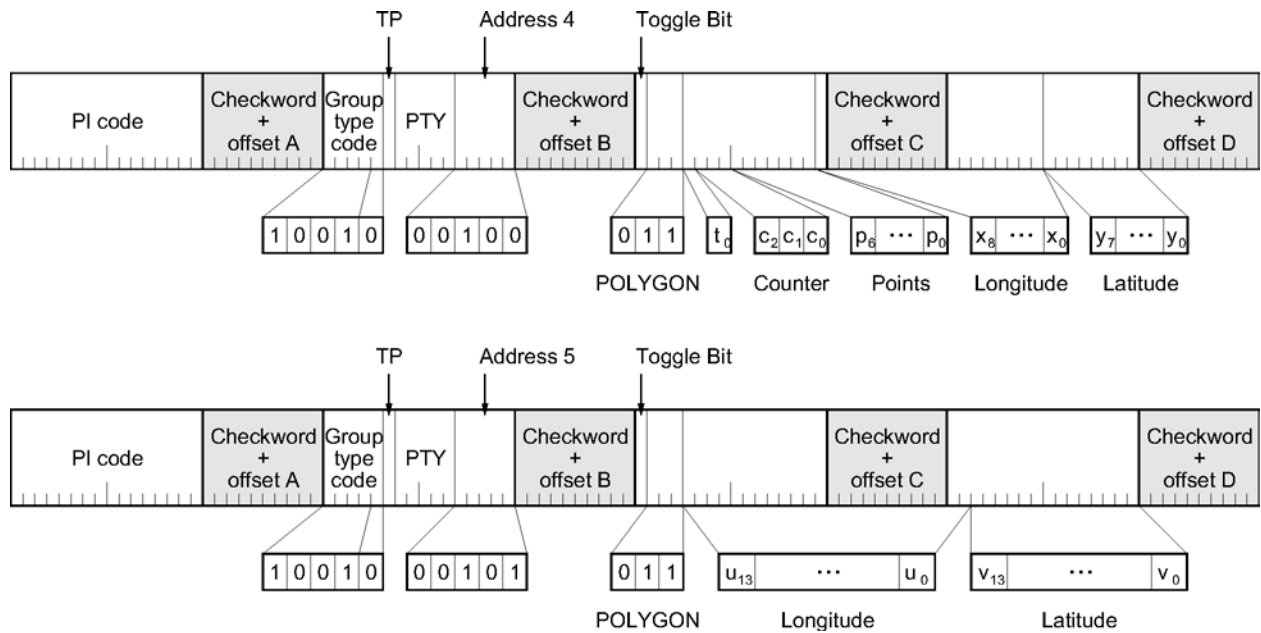 TP Address 4 Toggle Bit
PI code Checkword + offset A Group type code PTY Checkword + offset B Checkword + offset C Checkword + offset D
1 0 0 1 0 0 0 1 0 0 0 1 1 t0 c2 c1 c0 p6 ... p0 x8 ... x0 y7 ... y0
POLYGON Counter Points Longitude Latitude
TP Address 5 Toggle Bit
PI code Checkword + offset A Group type code PTY Checkword + offset B Checkword + offset C Checkword + offset D
1 0 0 1 0 0 0 1 0 1 0 1 1 u13 ... u0 v13 ... v0
POLYGON Longitude Latitude